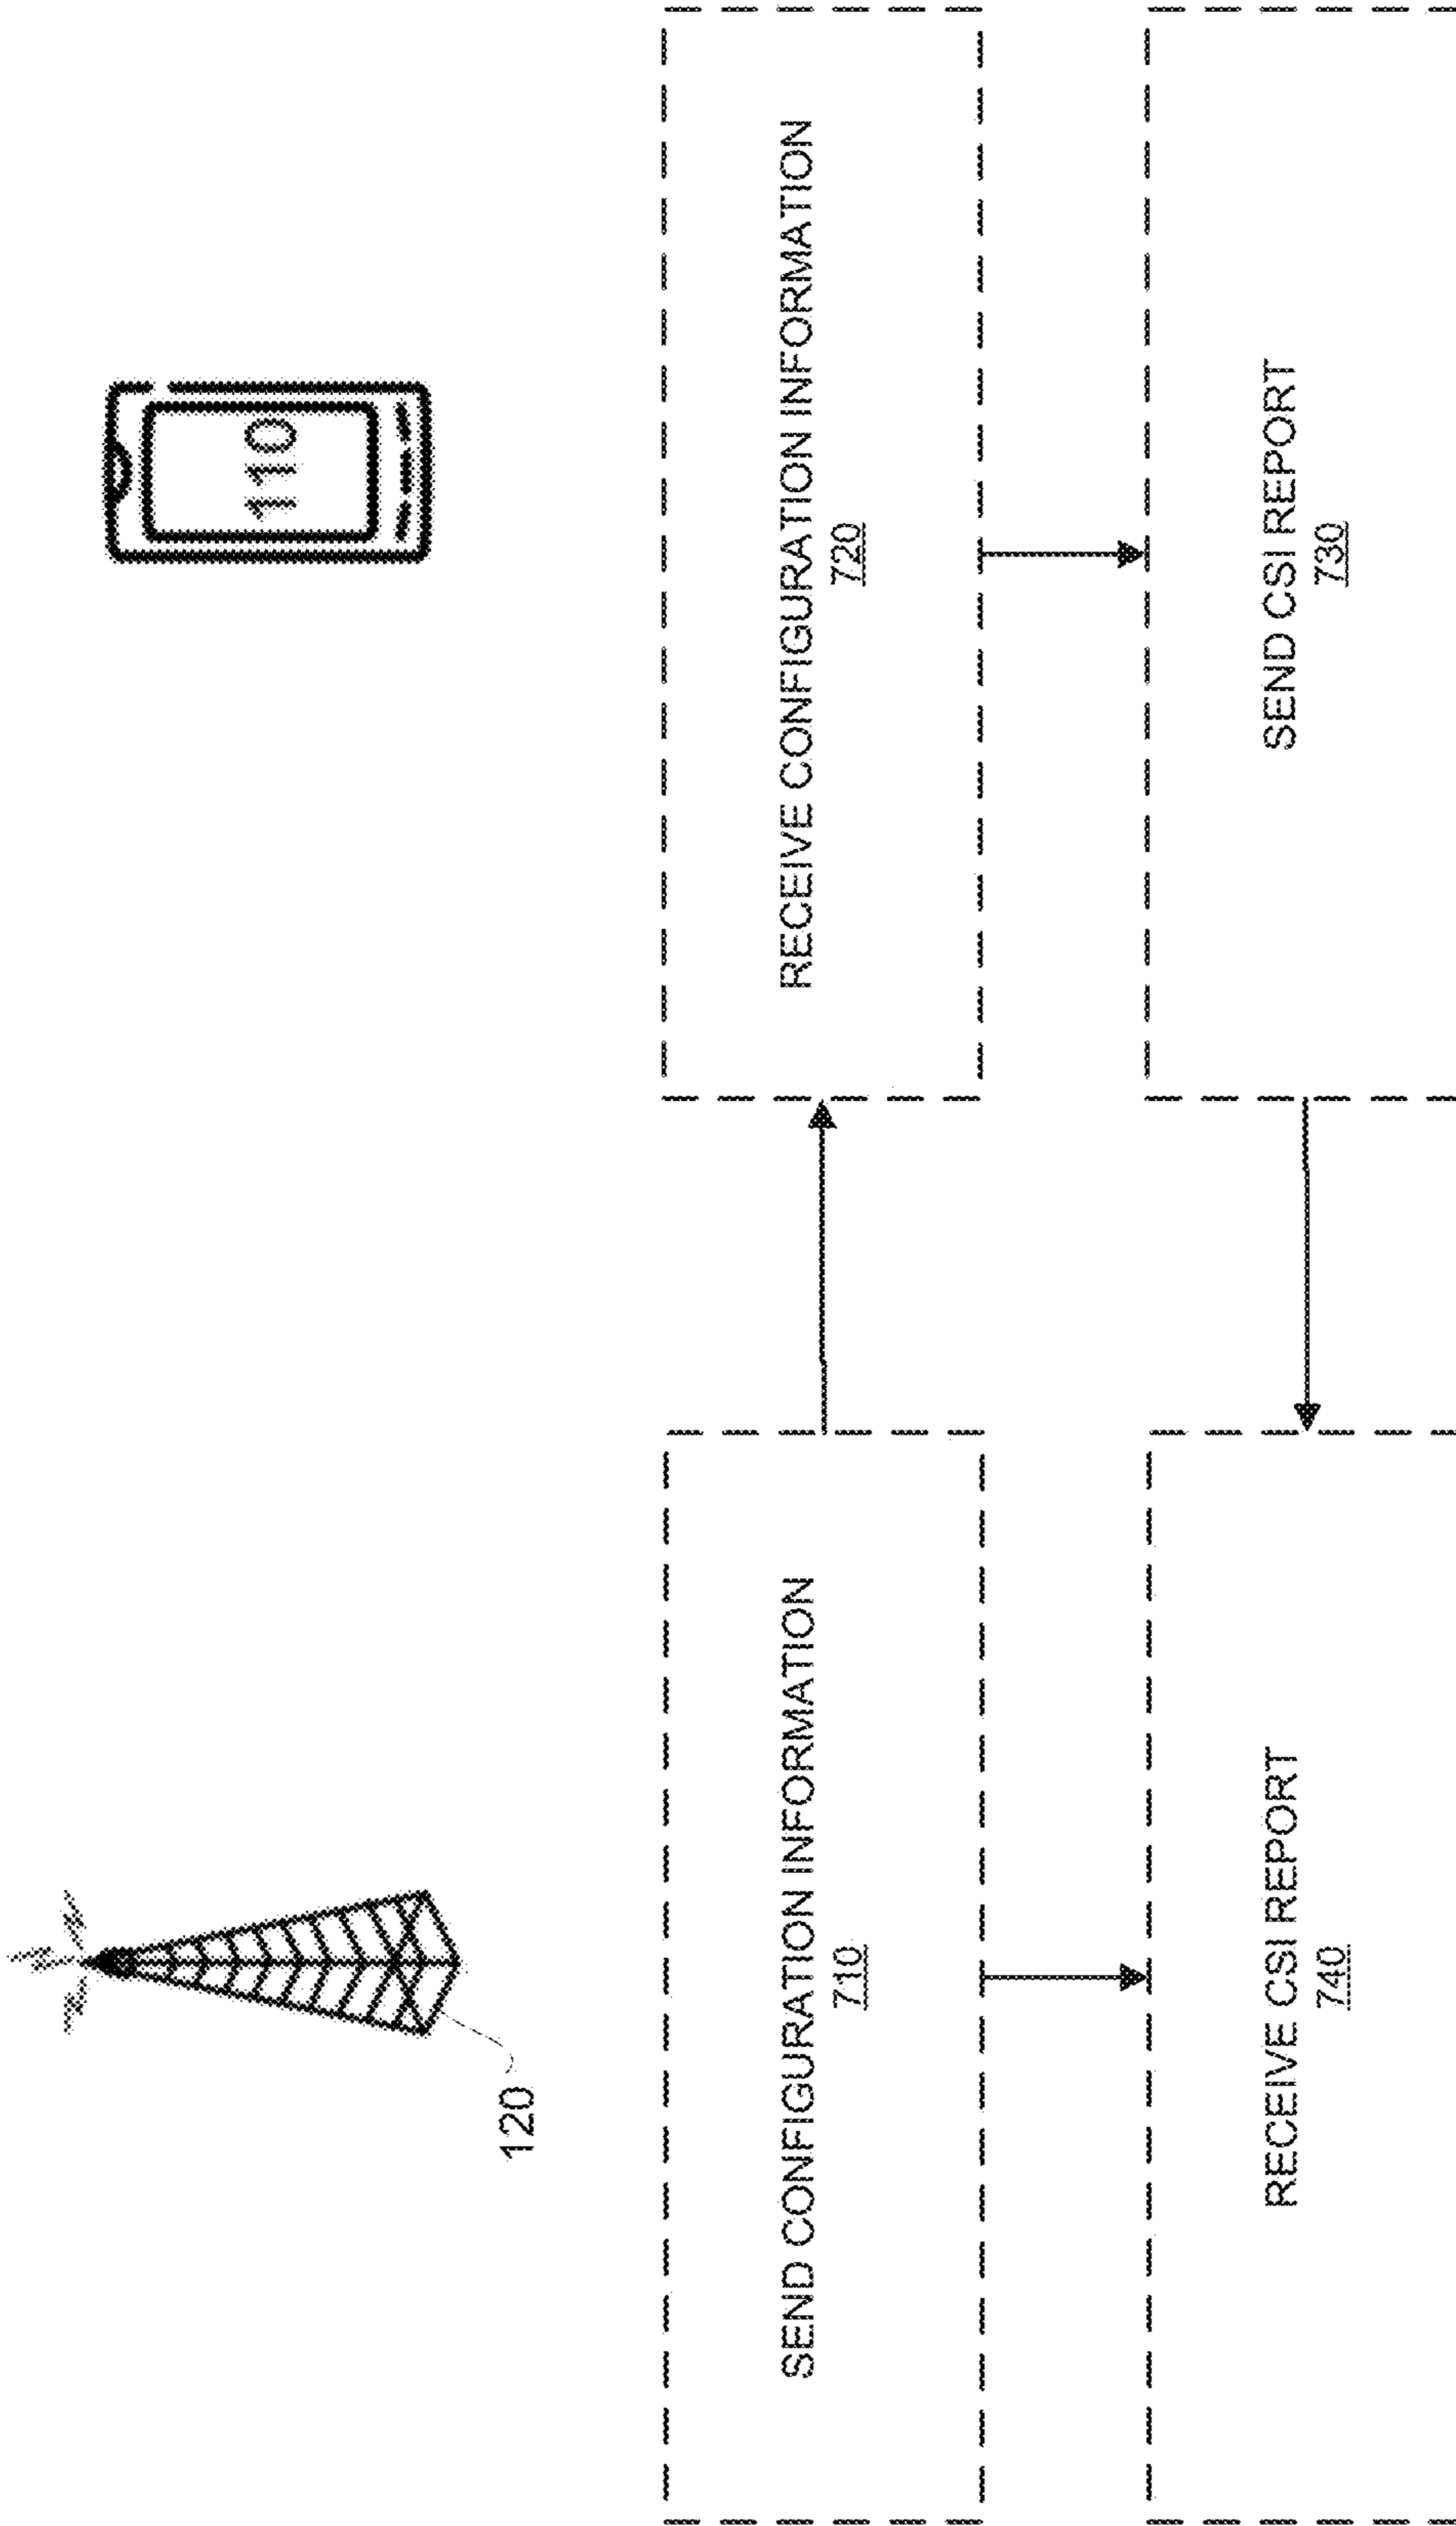 120
110
SEND CONFIGURATION INFORMATION
710
RECEIVE CONFIGURATION INFORMATION
720
RECEIVE CSI REPORT
740
SEND CSI REPORT
730